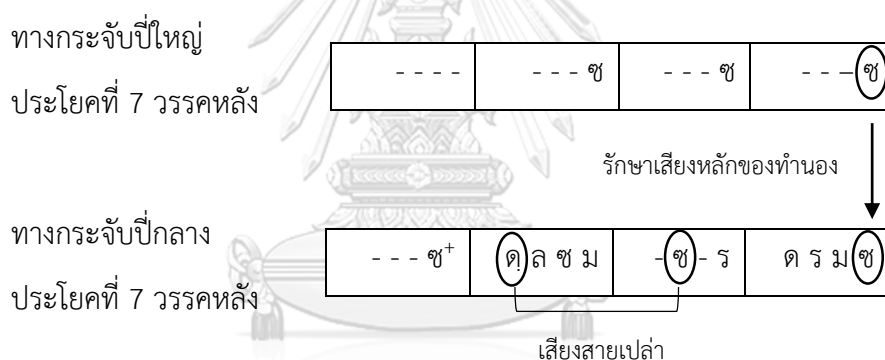 ทางกระจับปี่ใหญ่
ประโยคที่ 7 วรรคหลัง
- - - - - - - ซ - - - ซ - - – ซ
รักษาเสียงหลักของทำนอง
ทางกระจับปี่กลาง
ประโยคที่ 7 วรรคหลัง
- - - ซ⁺ ดฺ ล ซ ม - ซ - ร ด ร ม ซ
เสียงสายเปล่า